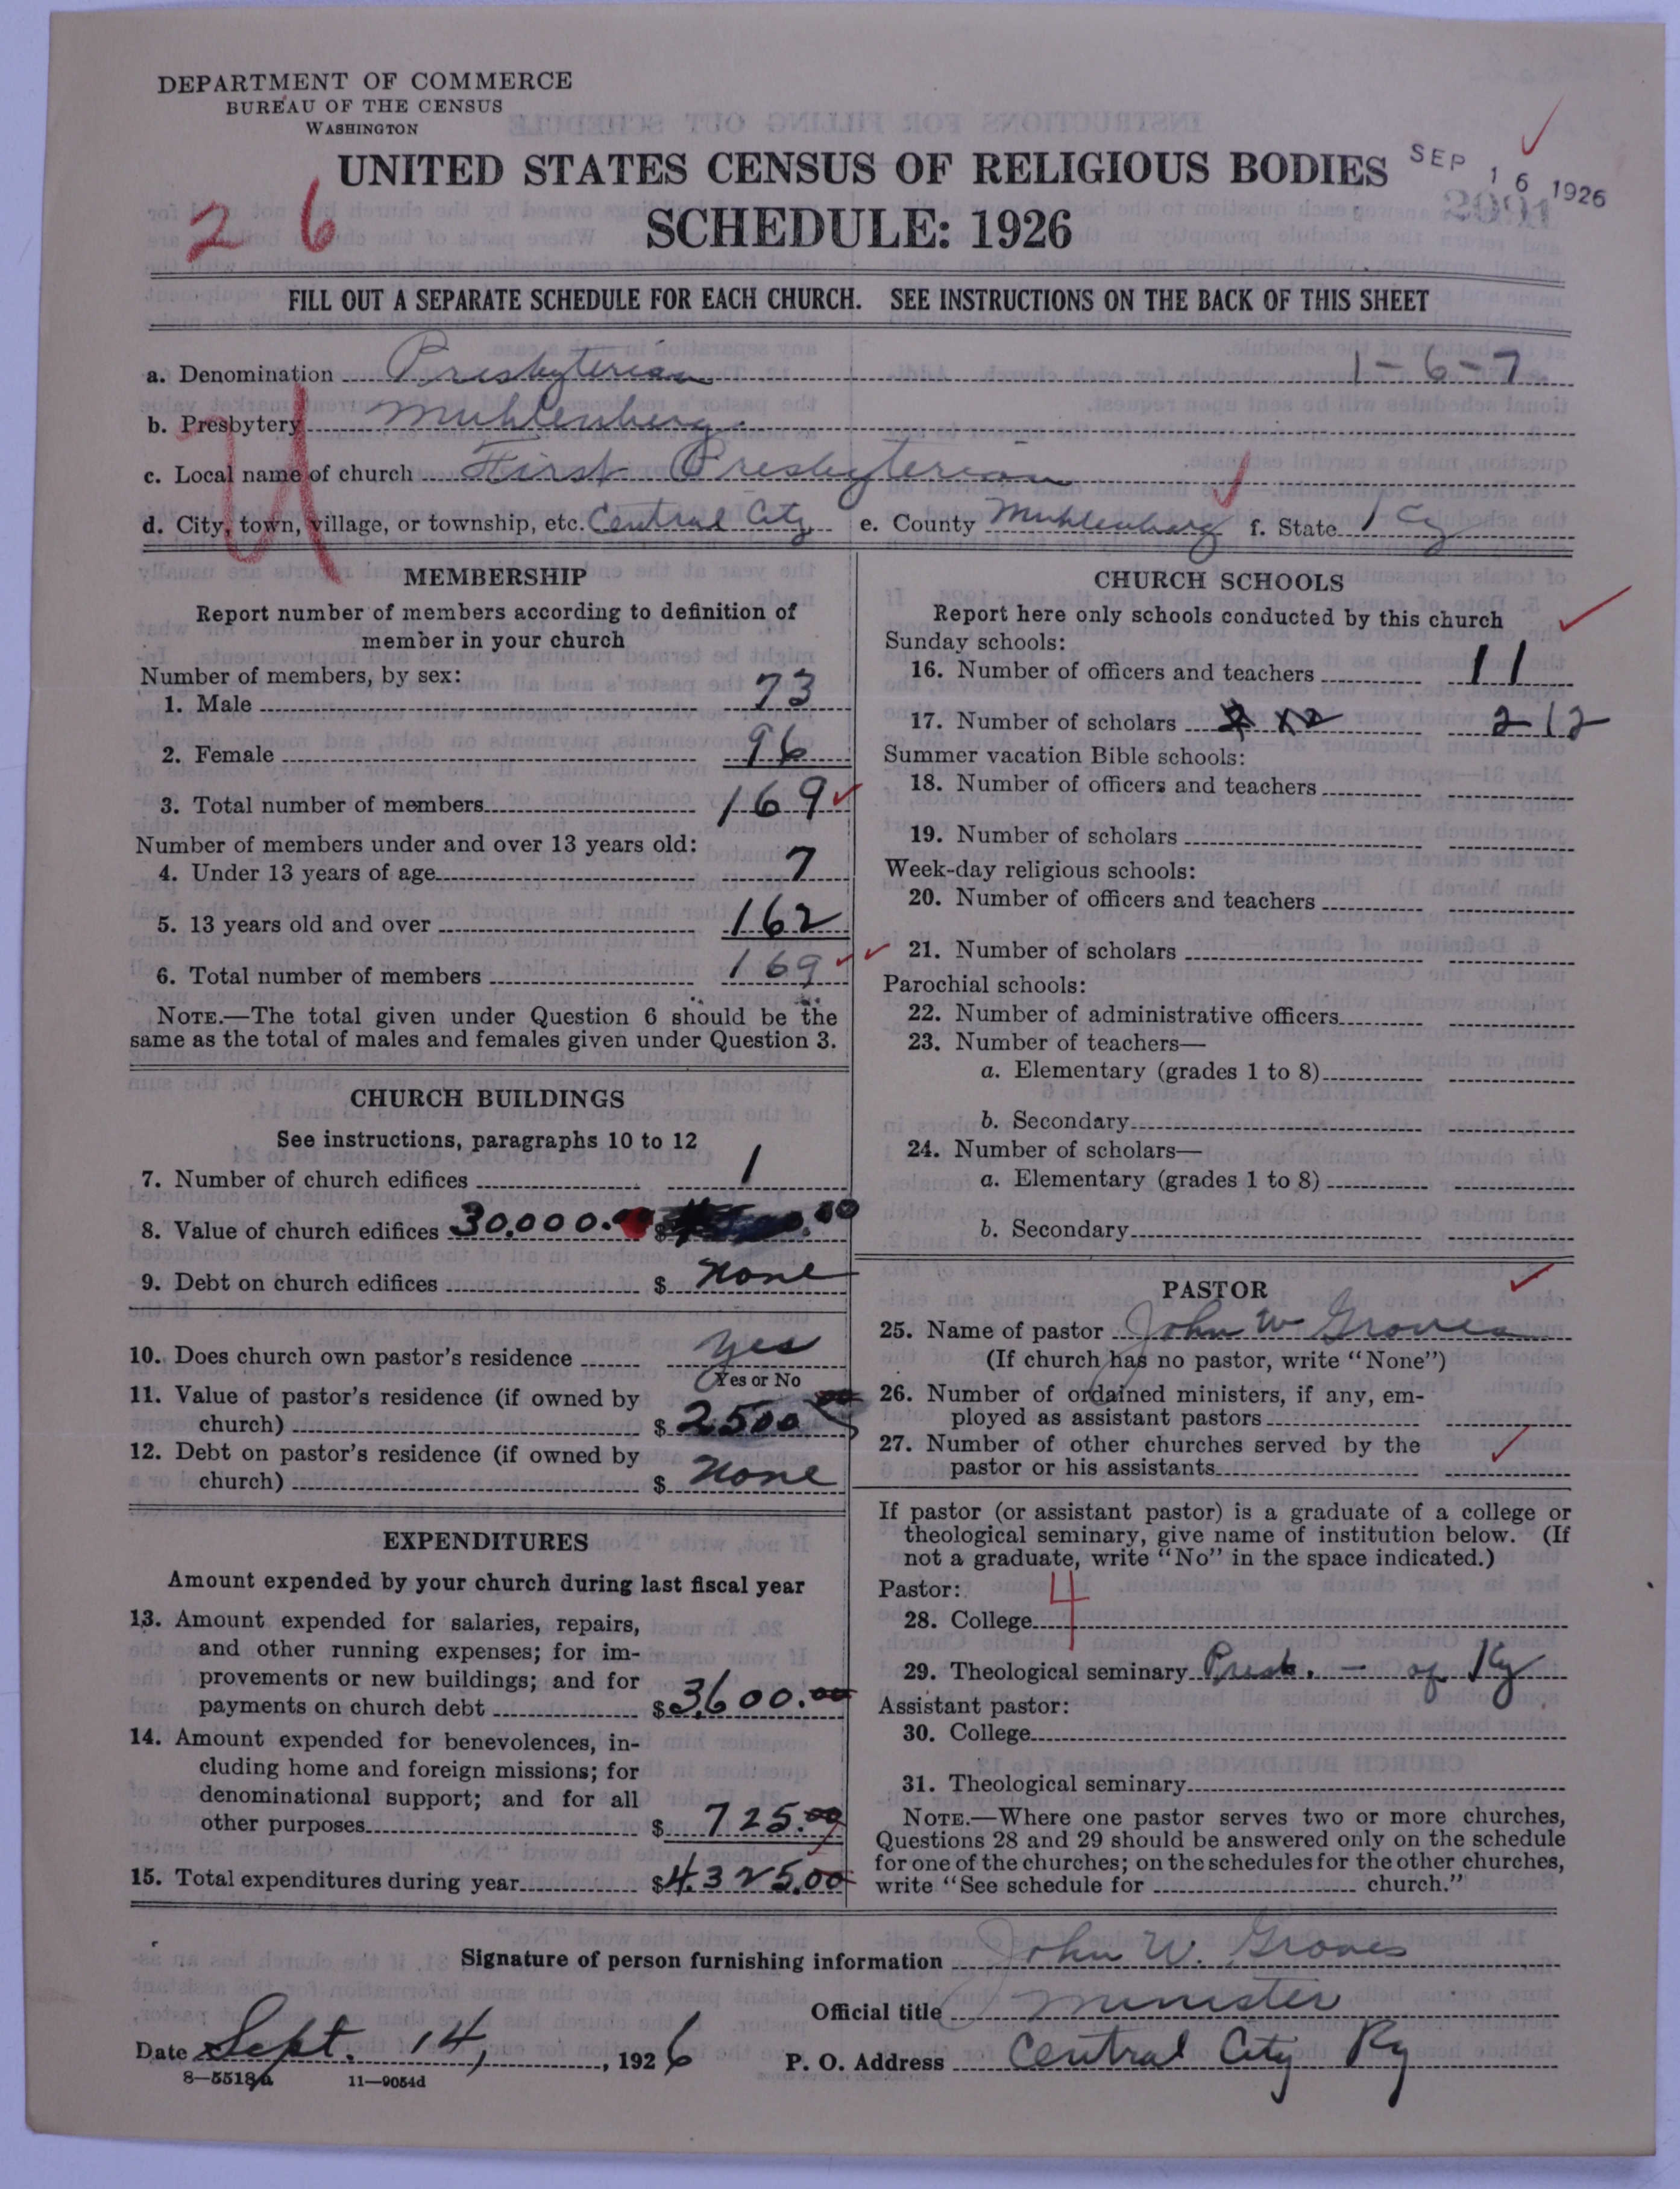 DEPARTMENT OF COMMERCE
BUREAU OF THE CENSUS
WASHINGTON
UNITED STATES CENSUS OF RELIGIOUS BODIES
SCHEDULE: 1926
SEP 16 1926
2091
26
FILL OUT A SEPARATE SCHEDULE FOR EACH CHURCH. SEE INSTRUCTIONS ON THE BACK OF THIS SHEET
a. Denomination Presbyterian 1-6-7
b. Presbytery Muhlenberg.
c. Local name of church First Presbyterian
d. City, town, village, or township, etc. Central City e. County Muhlenberg f. State Ky
U
MEMBERSHIP
Report number of members according to definition of
member in your church
Number of members, by sex:
1. Male 73
2. Female 96
3. Total number of members 169
Number of members under and over 13 years old:
4. Under 13 years of age 7
5. 13 years old and over 162
6. Total number of members 169
NOTE.—The total given under Question 6 should be the
same as the total of males and females given under Question 3.
CHURCH BUILDINGS
See instructions, paragraphs 10 to 12
7. Number of church edifices 1
8. Value of church edifices 30,000.00 $
9. Debt on church edifices $ none
10. Does church own pastor's residence yes
Yes or No
11. Value of pastor's residence (if owned by
church) $ 2500 00
12. Debt on pastor's residence (if owned by
church) $ none
EXPENDITURES
Amount expended by your church during last fiscal year
13. Amount expended for salaries, repairs,
and other running expenses; for im-
provements or new buildings; and for
payments on church debt $3,600.00
14. Amount expended for benevolences, in-
cluding home and foreign missions; for
denominational support; and for all
other purposes $ 725.00
15. Total expenditures during year $4,325.00
CHURCH SCHOOLS
Report here only schools conducted by this church
Sunday schools:
16. Number of officers and teachers 11
17. Number of scholars 212
Summer vacation Bible schools:
18. Number of officers and teachers
19. Number of scholars
Week-day religious schools:
20. Number of officers and teachers
21. Number of scholars
Parochial schools:
22. Number of administrative officers
23. Number of teachers—
a. Elementary (grades 1 to 8)
b. Secondary
24. Number of scholars—
a. Elementary (grades 1 to 8)
b. Secondary
PASTOR
25. Name of pastor John W Groves
(If church has no pastor, write "None")
26. Number of ordained ministers, if any, em-
ployed as assistant pastors
27. Number of other churches served by the
pastor or his assistants
If pastor (or assistant pastor) is a graduate of a college or
theological seminary, give name of institution below. (If
not a graduate, write "No" in the space indicated.)
Pastor:
28. College 4
29. Theological seminary Presb. - of Ky
Assistant pastor:
30. College
31. Theological seminary
NOTE.—Where one pastor serves two or more churches,
Questions 28 and 29 should be answered only on the schedule
for one of the churches; on the schedules for the other churches,
write "See schedule for church."
Signature of person furnishing information John W. Groves
Official title Minister
Date Sept. 14, 1926 P. O. Address Central City Ky
8—5518a 11—9054d